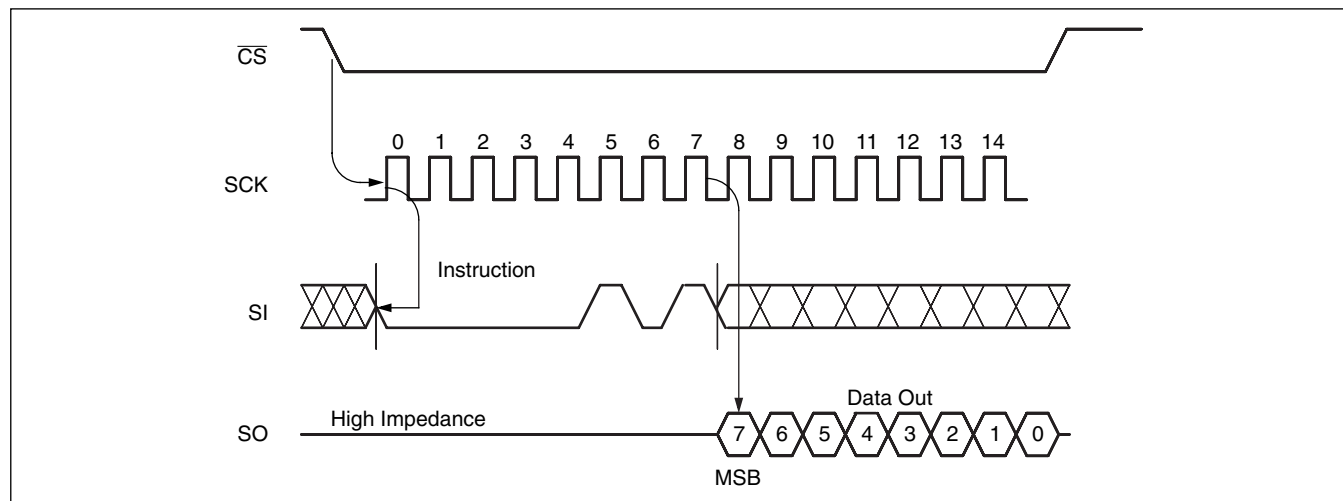 CS
0 1 2 3 4 5 6 7 8 9 10 11 12 13 14
SCK
Instruction
SI
Data Out
High Impedance
SO
7 6 5 4 3 2 1 0
MSB